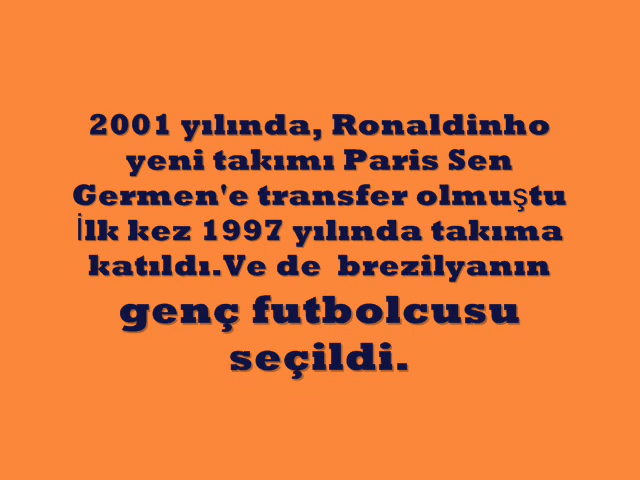 2001 yılında, Ronaldinho
yeni takımı Paris Sen
Germen'e transfer olmuştu
İlk kez 1997 yılında takıma
katıldı.Ve de  brezilyanın
genç futbolcusu
seçildi.